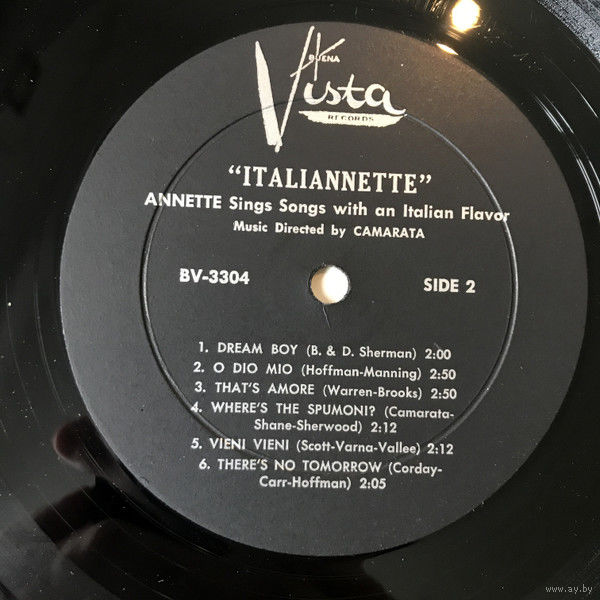 BUENA
Vista
RECORDS
“ITALIANNETTE”
ANNETTE Sings Songs with an Italian Flavor
Music Directed by CAMARATA
BV-3304 SIDE 2
1. DREAM BOY (B. & D. Sherman) 2:00
2. O DIO MIO (Hoffman-Manning) 2:50
3. THAT'S AMORE (Warren-Brooks) 2:50
4. WHERE'S THE SPUMONI? (Camarata-
Shane-Sherwood) 2:12
5. VIENI VIENI (Scott-Varna-Vallee) 2:12
6. THERE'S NO TOMORROW (Corday-
Carr-Hoffman) 2:05
www.ay.by